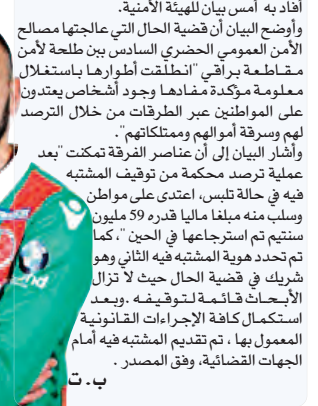 أفاد به أمس بيان للهيئة الأمنية.
وأوضح البيان أن قضية الحال التي عالجتها مصالح
الأمن العمومي الحضري السادس ببن طلحة لأمن
مقاطعة براقي "انطلقت أطوارها باستغلال
معلومة مؤكدة مفادها وجود أشخاص يعتدون
على المواطنين عبر الطرقات من خلال الترصد
لهم وسرقة أموالهم وممتلكاتهم".
وأشار البيان إلى أن عناصر الفرقة تمكنت "بعد
عملية ترصد محكمة من توقيف المشتبه
فيه في حالة تلبس، اعتدى على مواطن
وسلب منه مبلغا ماليا قدره 59 مليون
سنتيم تم استرجاعها في الحين "، كما
تم تحدد هوية المشتبه فيه الثاني وهو
شريك في قضية الحال حيث لا تزال
الأبحاث قائمة لتوقيفه .وبعد
استكمال كافة الإجراءات القانونية
المعمول بها ، تم تقديم المشتبه فيه أمام
الجهات القضائية، وفق المصدر .
ب. ت